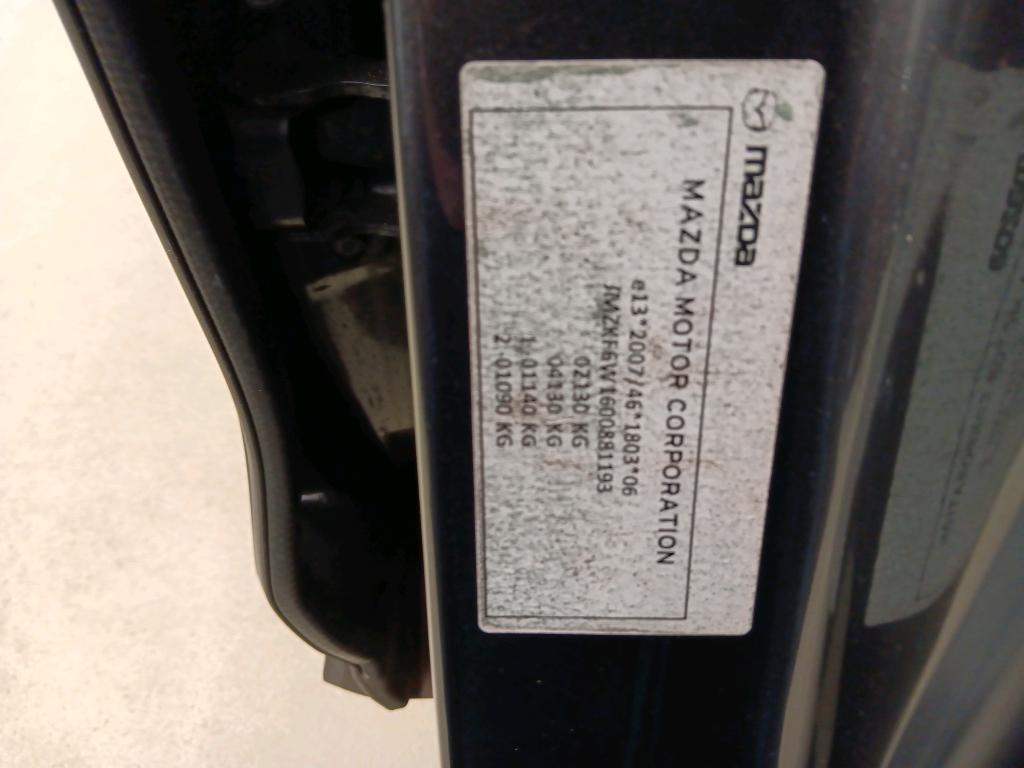 mazda
MAZDA MOTOR CORPORATION
e13*2007/46*1803*06
JMZKF6W1600881193
02130 KG
04130 KG
1 01140 KG
2 01090 KG